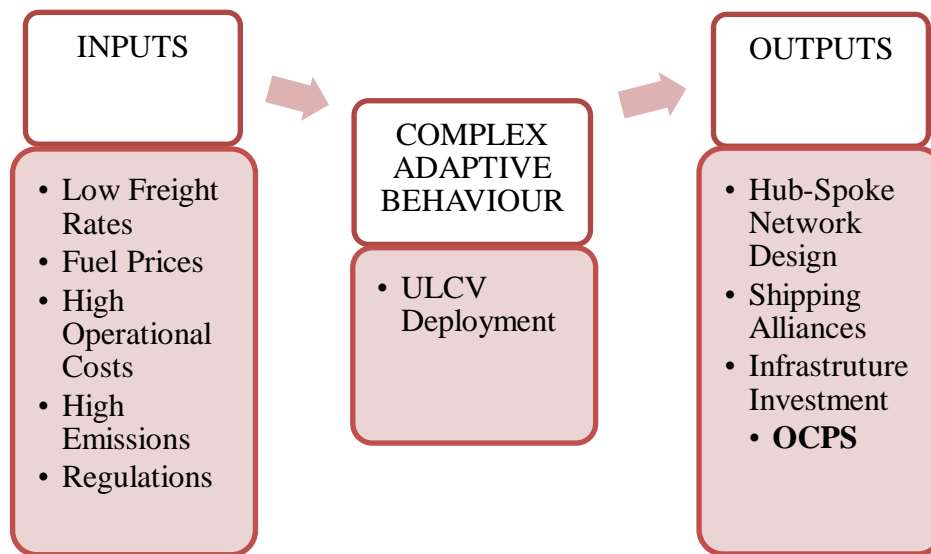 INPUTS
• Low Freight
Rates
• Fuel Prices
• High
Operational
Costs
• High
Emissions
• Regulations
COMPLEX
ADAPTIVE
BEHAVIOUR
• ULCV
Deployment
OUTPUTS
• Hub-Spoke
Network
Design
• Shipping
Alliances
• Infrastruture
Investment
• OCPS